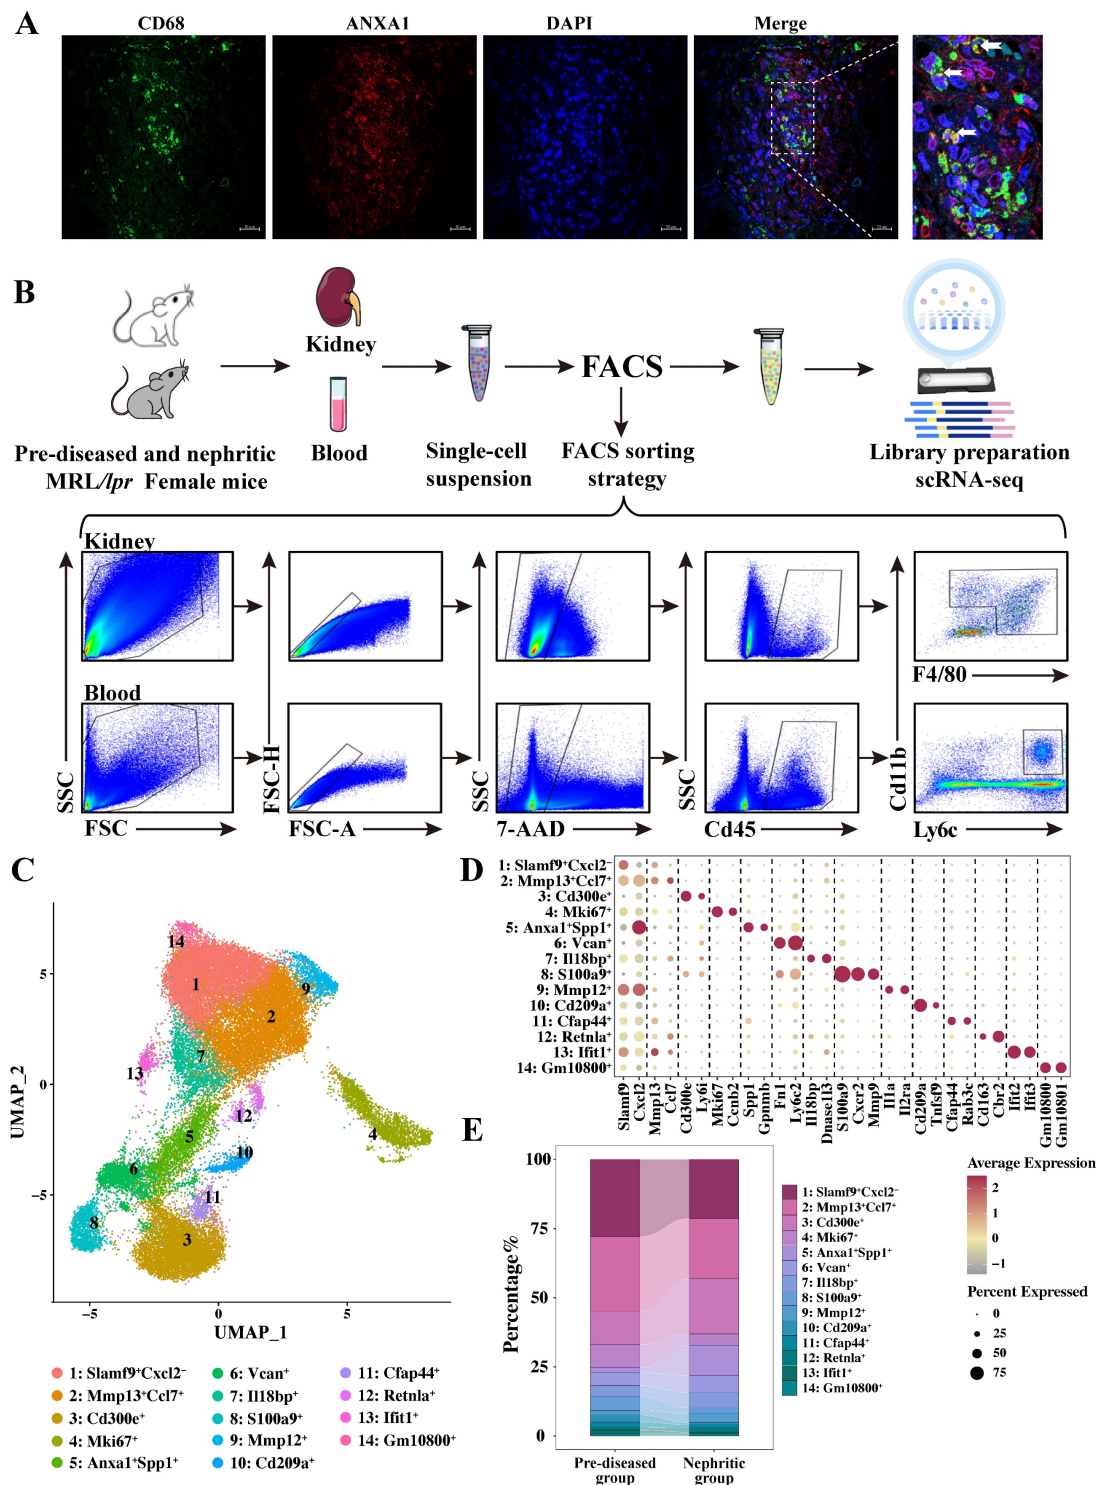 A
CD68
ANXA1
DAPI
Merge
B
Kidney
Blood
Pre-diseased and nephritic
MRL/lpr Female mice
Single-cell
suspension
FACS
FACS sorting
strategy
Library preparation
scRNA-seq
Kidney
SSC
F4/80
Blood
SSC
FSC-H
SSC
SSC
Cd11b
FSC
FSC-A
7-AAD
Cd45
Ly6c
C
UMAP_2
5
0
−5
−5
0
5
UMAP_1
14
1
9
2
7
13
12
4
5
10
6
11
8
3
1: Slamf9⁺Cxcl2⁻
2: Mmp13⁺Ccl7⁺
3: Cd300e⁺
4: Mki67⁺
5: Anxa1⁺Spp1⁺
6: Vcan⁺
7: Il18bp⁺
8: S100a9⁺
9: Mmp12⁺
10: Cd209a⁺
11: Cfap44⁺
12: Retnla⁺
13: Ifit1⁺
14: Gm10800⁺
D
1: Slamf9⁺Cxcl2⁻
2: Mmp13⁺Ccl7⁺
3: Cd300e⁺
4: Mki67⁺
5: Anxa1⁺Spp1⁺
6: Vcan⁺
7: Il18bp⁺
8: S100a9⁺
9: Mmp12⁺
10: Cd209a⁺
11: Cfap44⁺
12: Retnla⁺
13: Ifit1⁺
14: Gm10800⁺
Slamf9
Cxcl2
Mmp13
Ccl7
Cd300e
Ly6i
Mki67
Ccnb2
Spp1
Gpnmb
Fn1
Ly6c2
Il18bp
Dnase1l3
S100a9
Cxcr2
Mmp9
Il1a
Il2ra
Cd209a
Tnfsf9
Cfap44
Rab3c
Cd163
Cbr2
Ifit2
Ifit3
Gm10800
Gm10801
Average Expression
2
1
0
−1
Percent Expressed
0
25
50
75
E
Percentage%
100
75
50
25
0
Pre-diseased
group
Nephritic
group
1: Slamf9⁺Cxcl2⁻
2: Mmp13⁺Ccl7⁺
3: Cd300e⁺
4: Mki67⁺
5: Anxa1⁺Spp1⁺
6: Vcan⁺
7: Il18bp⁺
8: S100a9⁺
9: Mmp12⁺
10: Cd209a⁺
11: Cfap44⁺
12: Retnla⁺
13: Ifit1⁺
14: Gm10800⁺